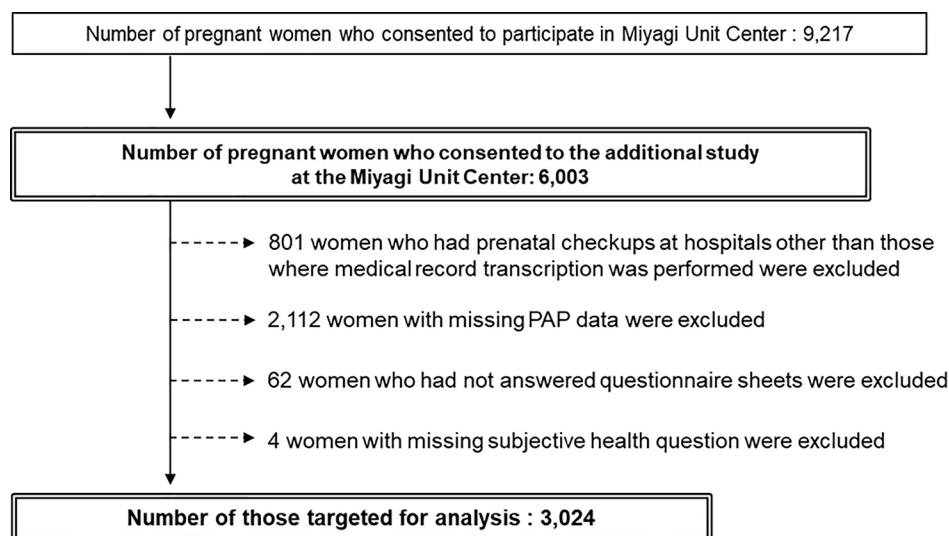 Number of pregnant women who consented to participate in Miyagi Unit Center : 9,217
Number of pregnant women who consented to the additional study
at the Miyagi Unit Center: 6,003
801 women who had prenatal checkups at hospitals other than those
where medical record transcription was performed were excluded
2,112 women with missing PAP data were excluded
62 women who had not answered questionnaire sheets were excluded
4 women with missing subjective health question were excluded
Number of those targeted for analysis : 3,024